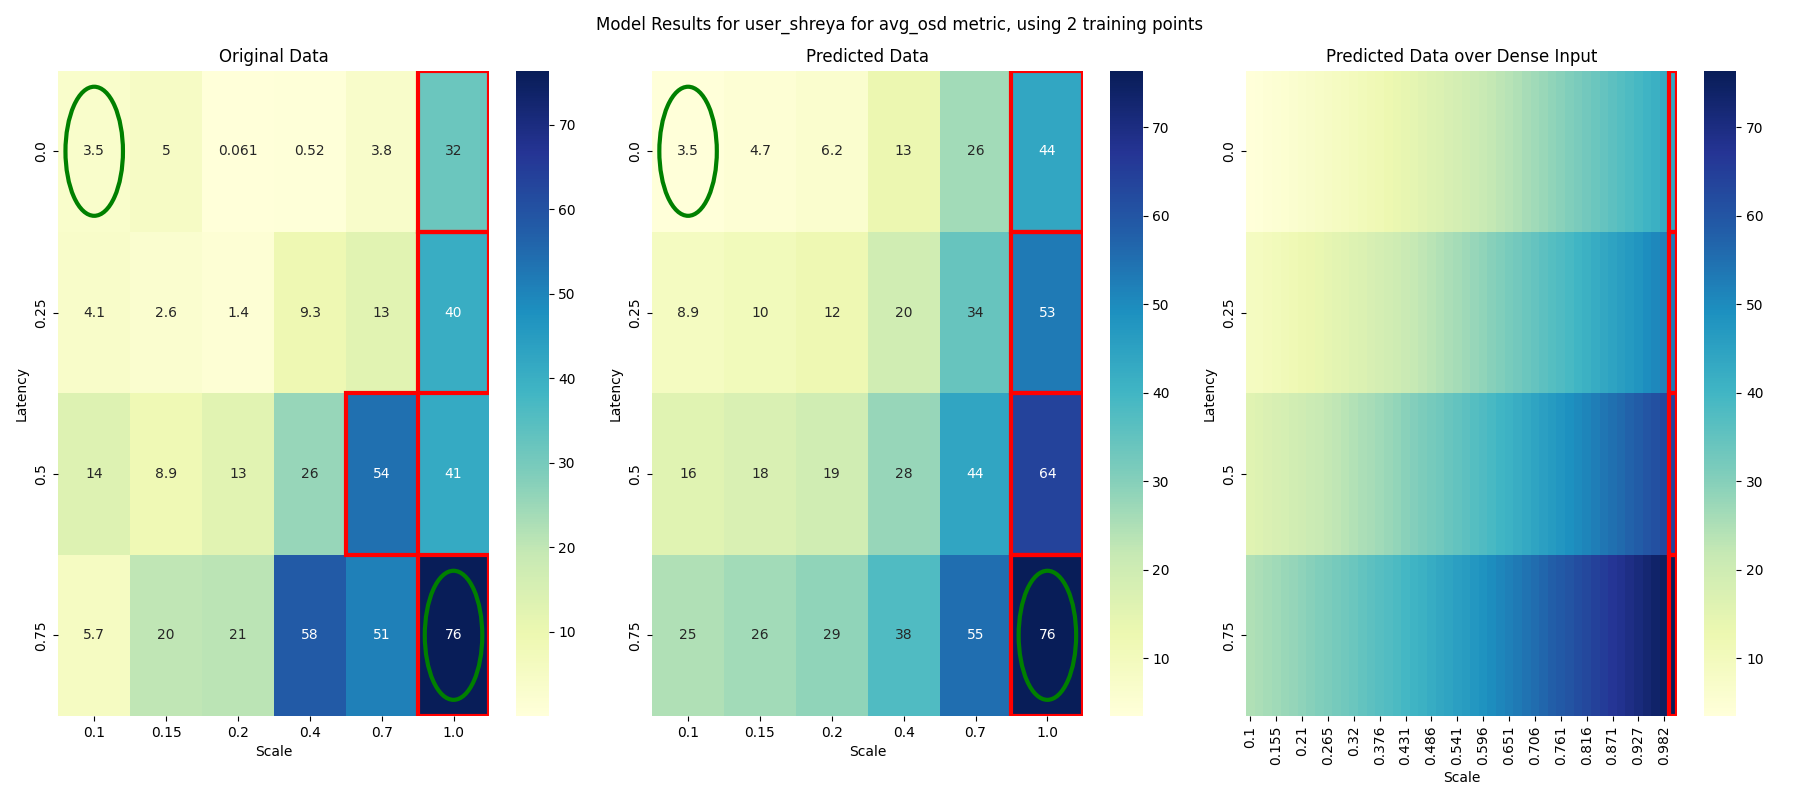 Model Results for user_shreya for avg_osd metric, using 2 training points
Original Data
Latency
0.0 3.5 5 0.061 0.52 3.8 32
0.25 4.1 2.6 1.4 9.3 13 40
0.5 14 8.9 13 26 54 41
0.75 5.7 20 21 58 51 76
0.1 0.15 0.2 0.4 0.7 1.0
Scale
70
60
50
40
30
20
10
Predicted Data
Latency
0.0 3.5 4.7 6.2 13 26 44
0.25 8.9 10 12 20 34 53
0.5 16 18 19 28 44 64
0.75 25 26 29 38 55 76
0.1 0.15 0.2 0.4 0.7 1.0
Scale
70
60
50
40
30
20
10
Predicted Data over Dense Input
Latency
0.0
0.25
0.5
0.75
0.1 0.155 0.21 0.265 0.32 0.376 0.431 0.486 0.541 0.596 0.651 0.706 0.761 0.816 0.871 0.927 0.982
Scale
70
60
50
40
30
20
10